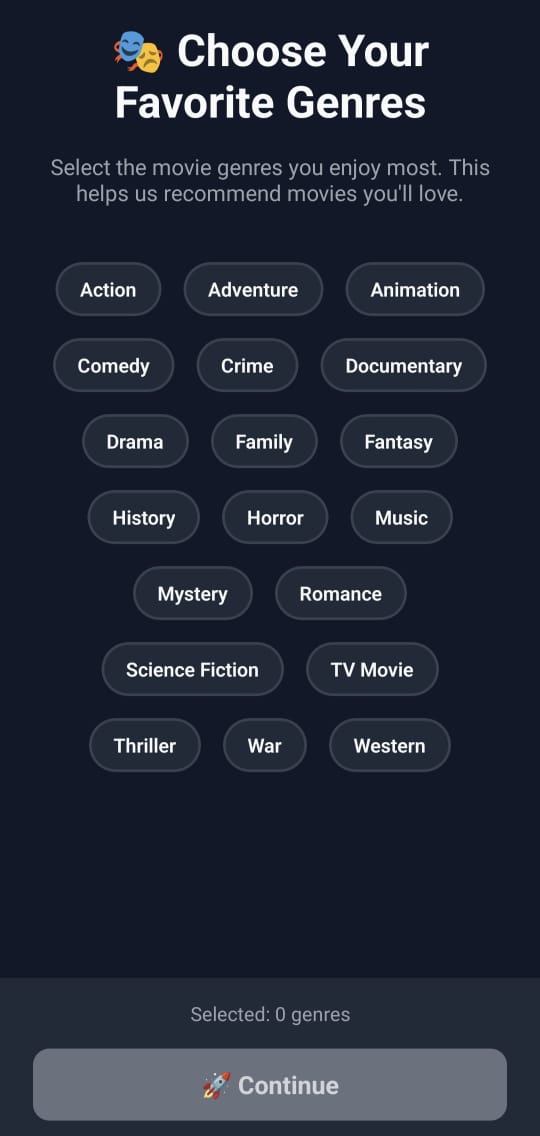 🎭 Choose Your
Favorite Genres
Select the movie genres you enjoy most. This
helps us recommend movies you'll love.
Action Adventure Animation
Comedy Crime Documentary
Drama Family Fantasy
History Horror Music
Mystery Romance
Science Fiction TV Movie
Thriller War Western
Selected: 0 genres
🚀 Continue